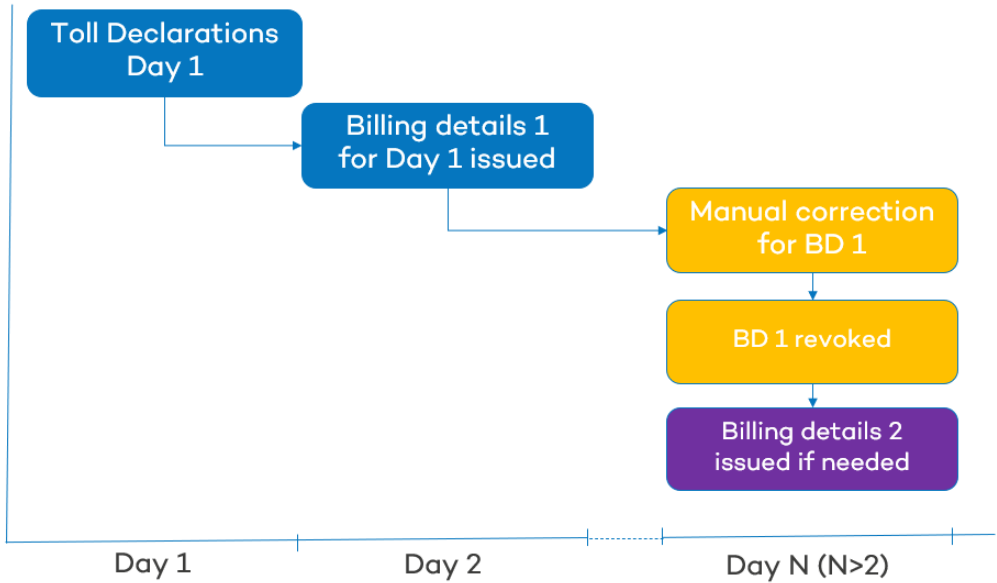 Toll Declarations
Day 1
Billing details 1
for Day 1 issued
Manual correction
for BD 1
BD 1 revoked
Billing details 2
issued if needed
Day 1
Day 2
Day N (N>2)